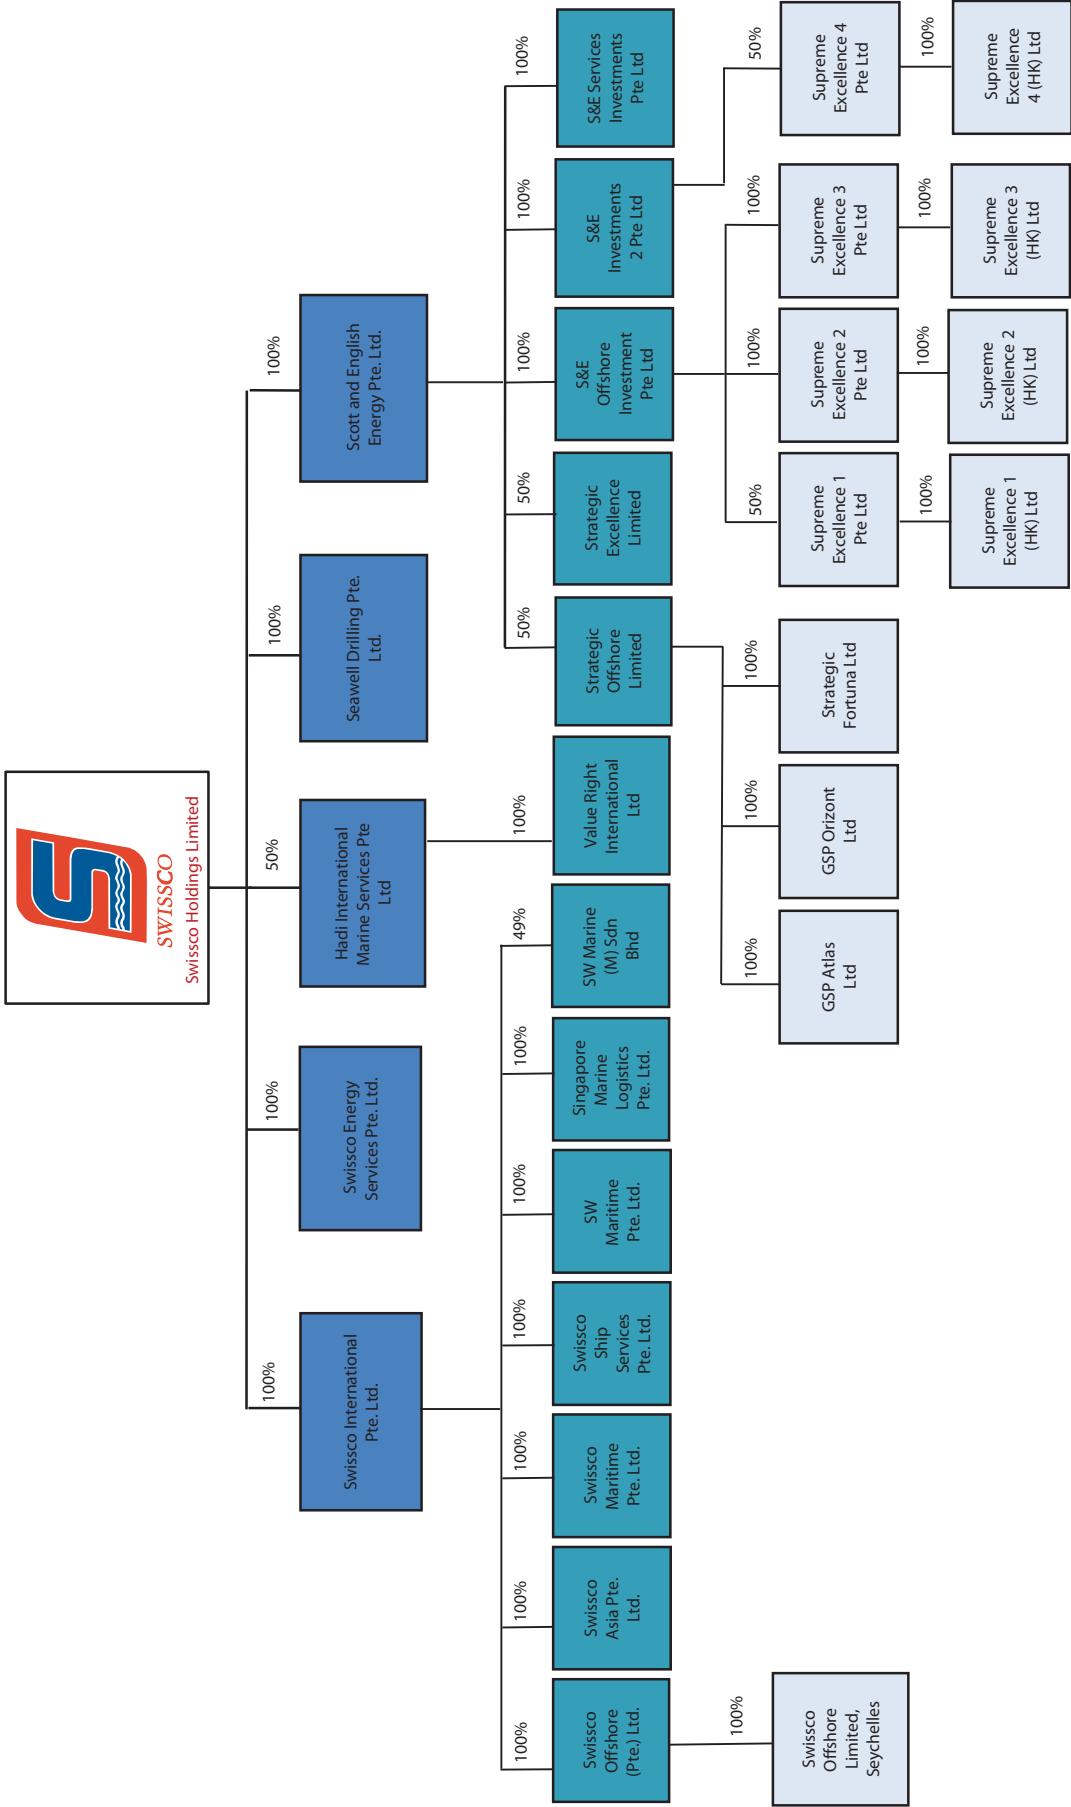 SWISSCO
Swissco Holdings Limited
100%
100%
50%
100%
100%
Swissco International
Pte. Ltd.
Swissco Energy
Services Pte. Ltd.
Hadi International
Marine Services Pte
Ltd
Seawell Drilling Pte.
Ltd.
Scott and English
Energy Pte. Ltd.
100%
100%
100%
100%
100%
100%
49%
100%
50%
50%
100%
100%
100%
Swissco
Offshore
(Pte.) Ltd.
Swissco
Asia Pte.
Ltd.
Swissco
Maritime
Pte. Ltd.
Swissco
Ship
Services
Pte. Ltd.
SW
Maritime
Pte. Ltd.
Singapore
Marine
Logistics
Pte. Ltd.
SW Marine
(M) Sdn
Bhd
Value Right
International
Ltd
Strategic
Offshore
Limited
Strategic
Excellence
Limited
S&E
Offshore
Investment
Pte Ltd
S&E
Investments
2 Pte Ltd
S&E Services
Investments
Pte Ltd
100%
100%
100%
100%
50%
100%
100%
50%
Swissco
Offshore
Limited,
Seychelles
GSP Atlas
Ltd
GSP Orizont
Ltd
Strategic
Fortuna Ltd
Supreme
Excellence 1
Pte Ltd
Supreme
Excellence 2
Pte Ltd
Supreme
Excellence 3
Pte Ltd
Supreme
Excellence 4
Pte Ltd
100%
100%
100%
100%
Supreme
Excellence 1
(HK) Ltd
Supreme
Excellence 2
(HK) Ltd
Supreme
Excellence 3
(HK) Ltd
Supreme
Excellence
4 (HK) Ltd